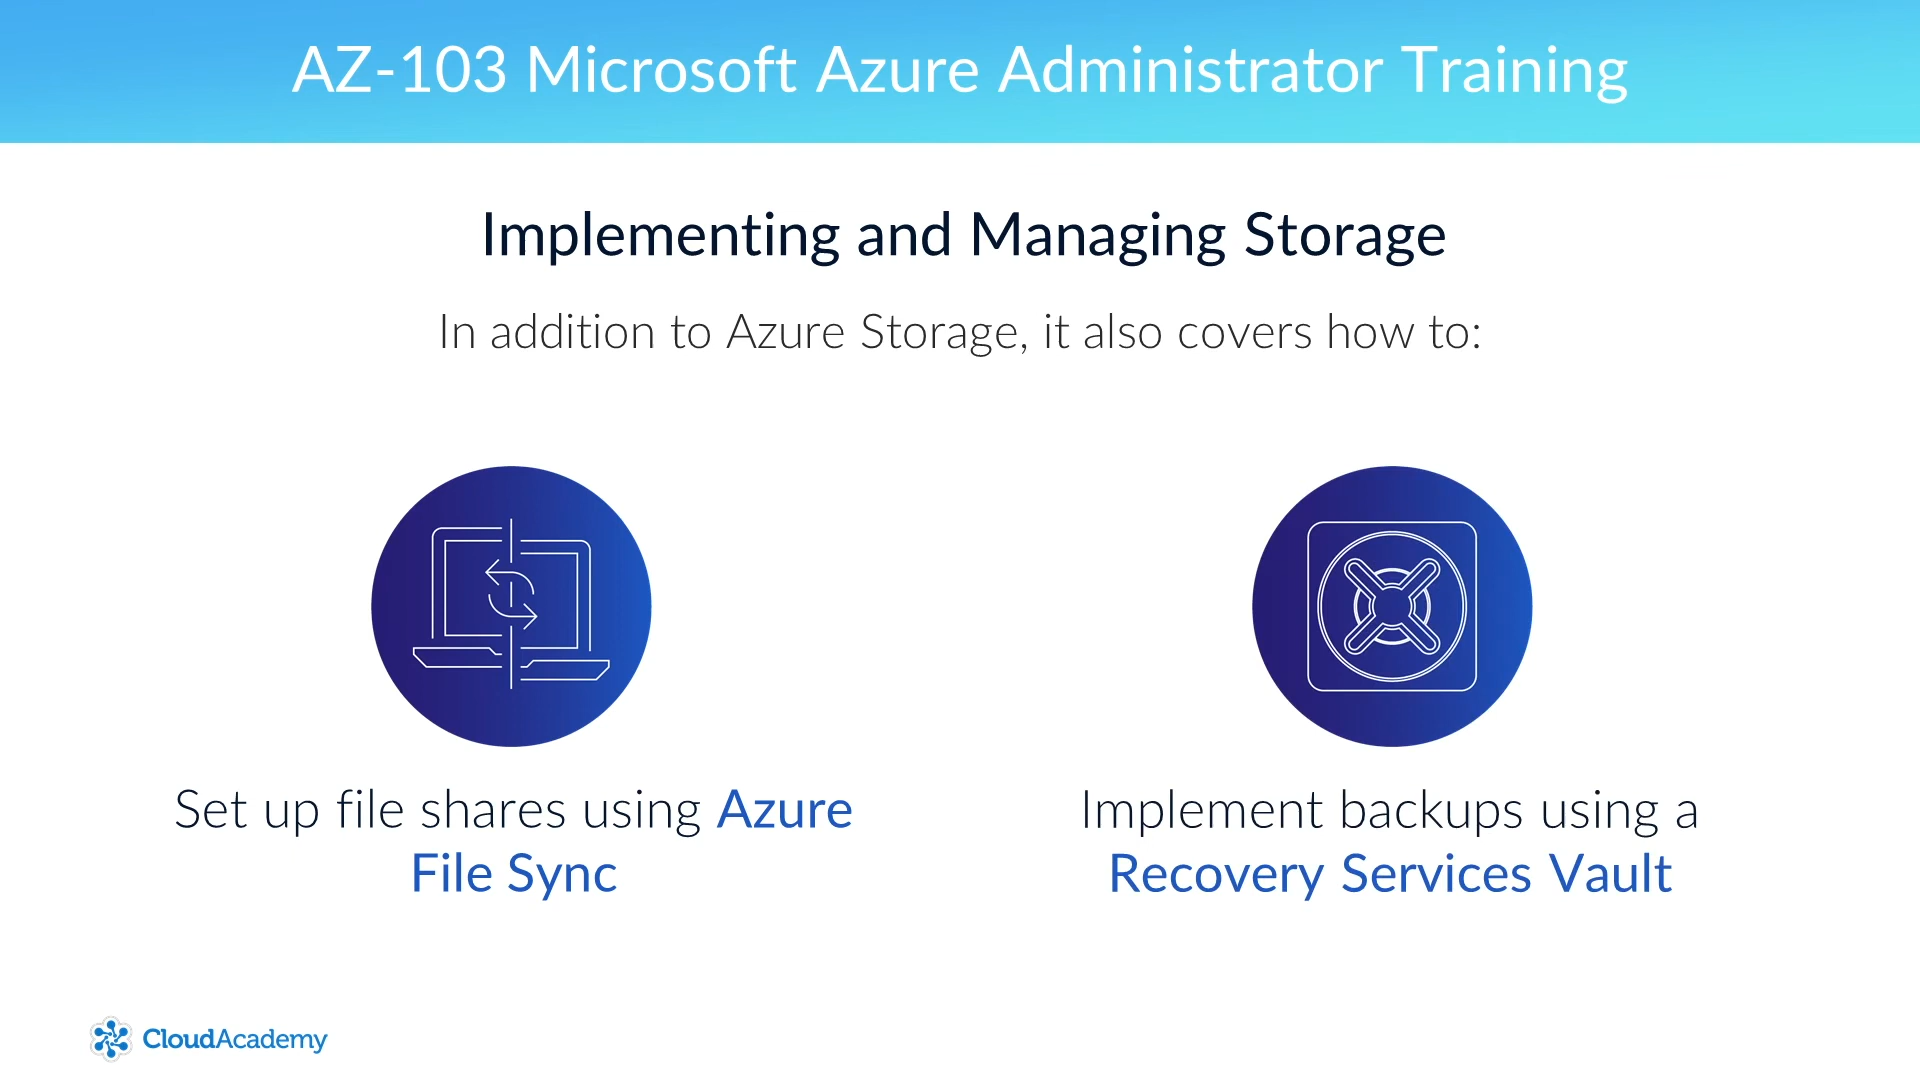 AZ-103 Microsoft Azure Administrator Training
Implementing and Managing Storage
In addition to Azure Storage, it also covers how to:
Set up file shares using Azure
File Sync
Implement backups using a
Recovery Services Vault
CloudAcademy